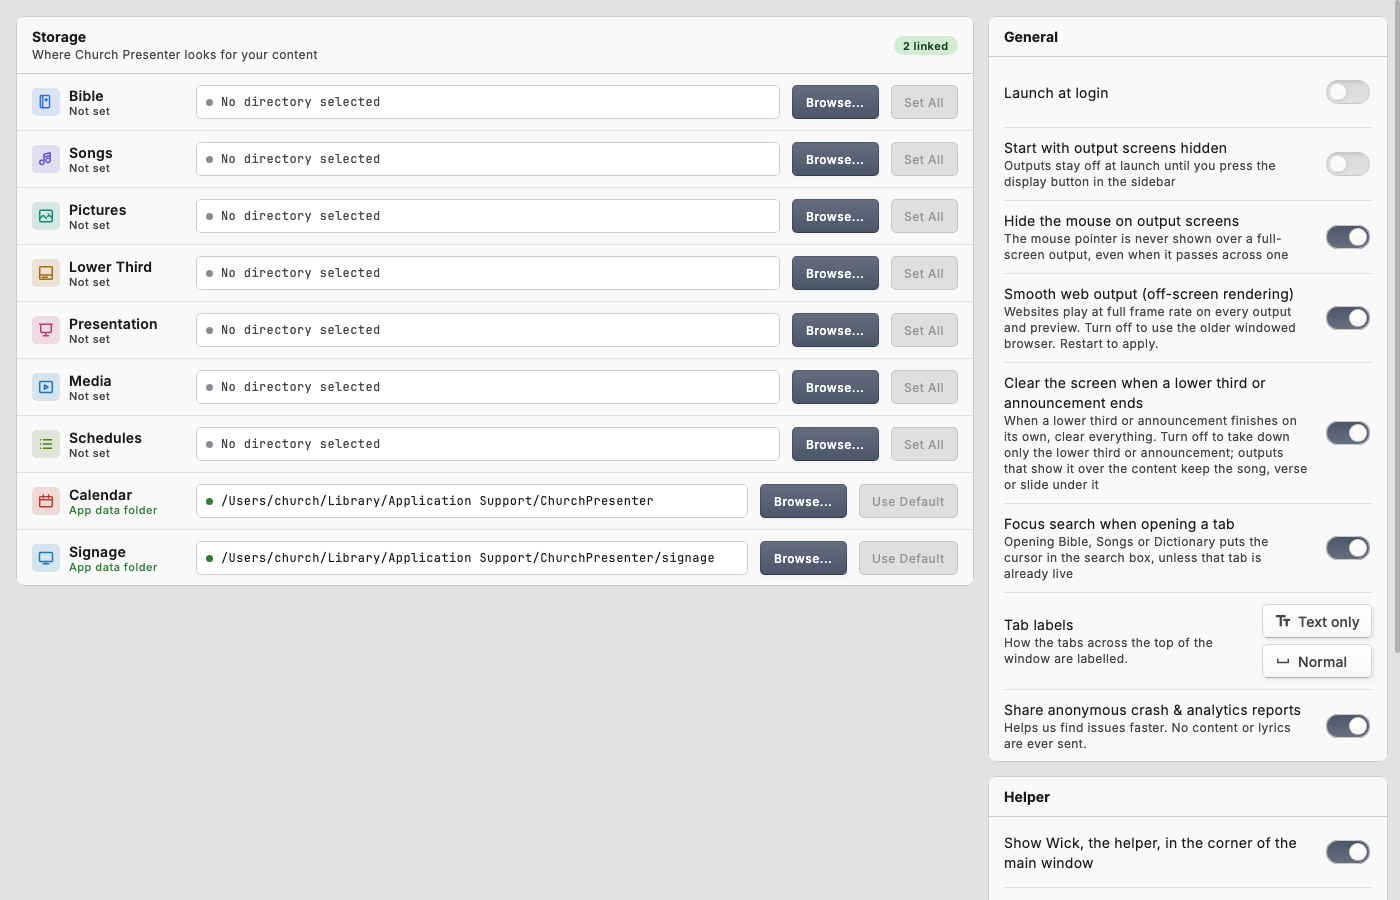 Storage
Where Church Presenter looks for your content
2 linked
Bible
Not set
No directory selected
Browse...
Set All
Songs
Not set
No directory selected
Browse...
Set All
Pictures
Not set
No directory selected
Browse...
Set All
Lower Third
Not set
No directory selected
Browse...
Set All
Presentation
Not set
No directory selected
Browse...
Set All
Media
Not set
No directory selected
Browse...
Set All
Schedules
Not set
No directory selected
Browse...
Set All
Calendar
App data folder
/Users/church/Library/Application Support/ChurchPresenter
Browse...
Use Default
Signage
App data folder
/Users/church/Library/Application Support/ChurchPresenter/signage
Browse...
Use Default
General
Launch at login
Start with output screens hidden
Outputs stay off at launch until you press the
display button in the sidebar
Hide the mouse on output screens
The mouse pointer is never shown over a full-
screen output, even when it passes across one
Smooth web output (off-screen rendering)
Websites play at full frame rate on every output
and preview. Turn off to use the older windowed
browser. Restart to apply.
Clear the screen when a lower third or
announcement ends
When a lower third or announcement finishes on
its own, clear everything. Turn off to take down
only the lower third or announcement; outputs
that show it over the content keep the song, verse
or slide under it
Focus search when opening a tab
Opening Bible, Songs or Dictionary puts the
cursor in the search box, unless that tab is
already live
Tab labels
How the tabs across the top of the
window are labelled.
Text only
Normal
Share anonymous crash & analytics reports
Helps us find issues faster. No content or lyrics
are ever sent.
Helper
Show Wick, the helper, in the corner of the
main window